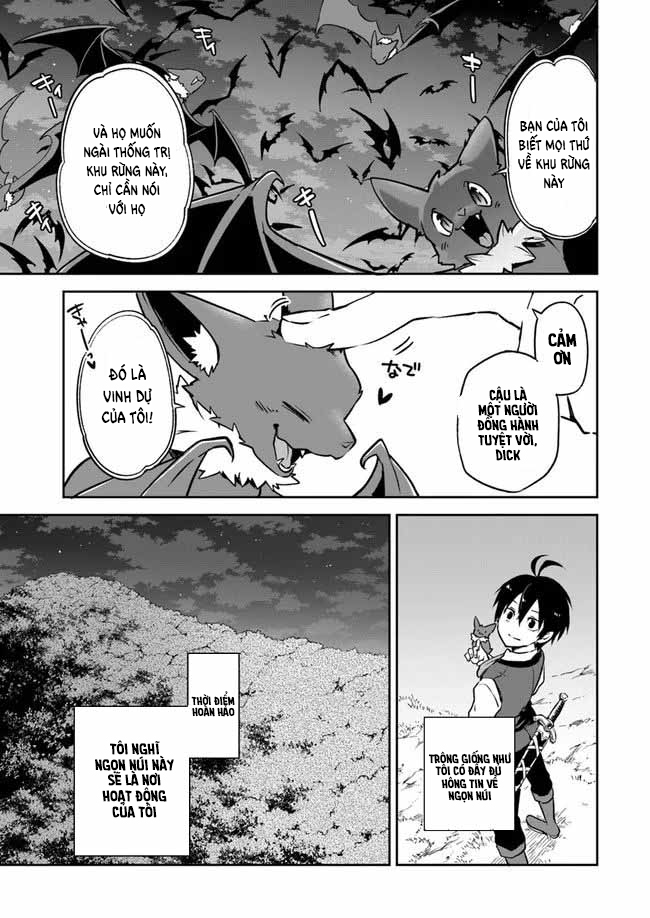 BẠN CỦA TÔI
BIẾT MỌI THỨ
VỀ KHU RỪNG
NÀY
VÀ HỌ MUỐN
NGÀI THỐNG TRỊ
KHU RỪNG NÀY,
CHỈ CẦN NÓI
VỚI HỌ
CẢM
ƠN
CẬU LÀ
MỘT NGƯỜI
ĐỒNG HÀNH
TUYỆT VỜI,
DICK
なで
ĐÓ LÀ
VINH DỰ
CỦA TÔI!
TRÔNG GIỐNG NHƯ
TÔI CÓ ĐẦY ĐỦ
HÔNG TIN VỀ
NGỌN NÚI
THỜI ĐIỂM
HOÀN HẢO
TÔI NGHĨ
NGỌN NÚI NÀY
SẼ LÀ NƠI
HOẠT ĐỘNG
CỦA TÔI